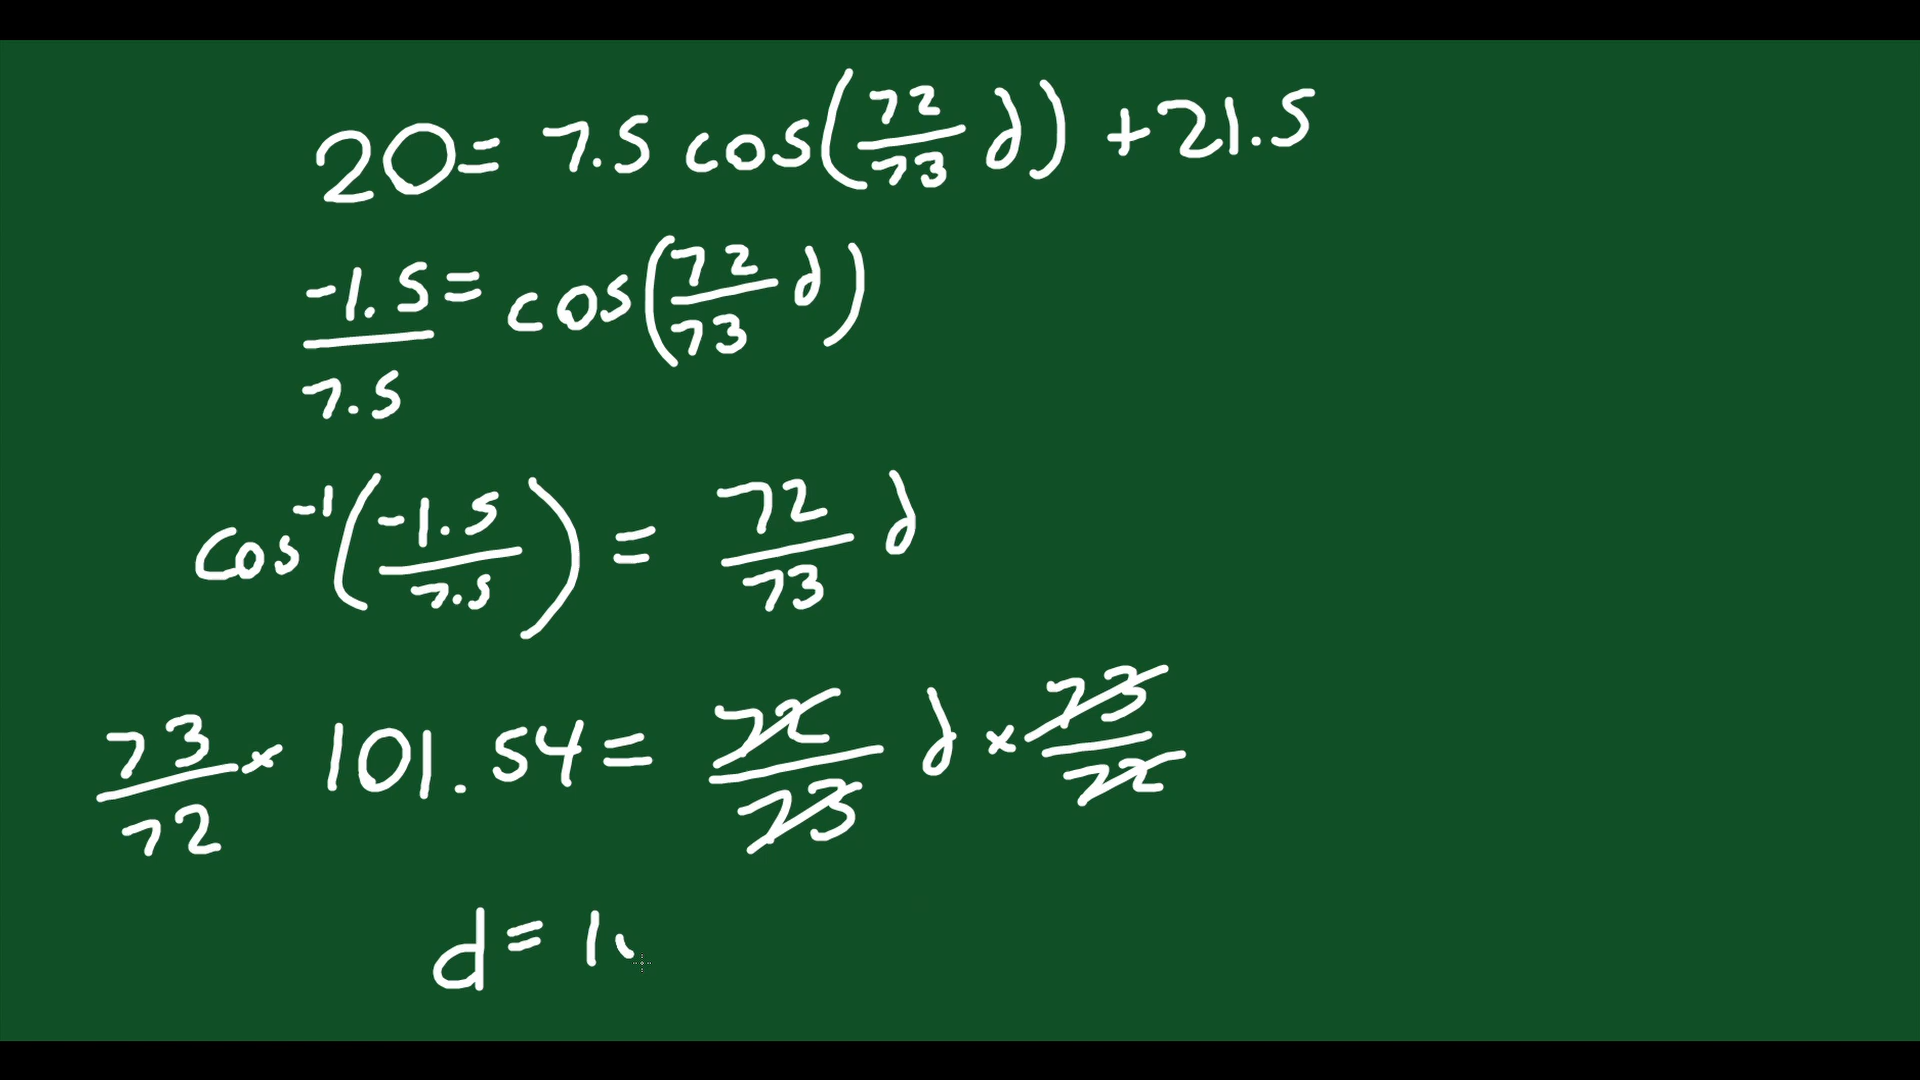 20 = 7.5 cos(72/73 d) + 21.5
-1.5/7.5 = cos(72/73 d)
cos⁻¹(-1.5/7.5) = 72/73 d
73/72 × 101.54 = 72/73 d × 73/72
d = 1